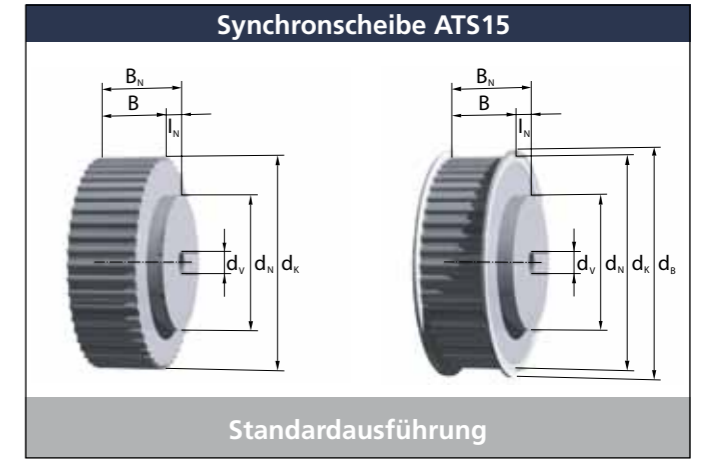 Synchronscheibe ATS15
B_N B_N
B B
l_N l_N
d_V d_N d_K d_V d_N d_K d_B
Standardausführung